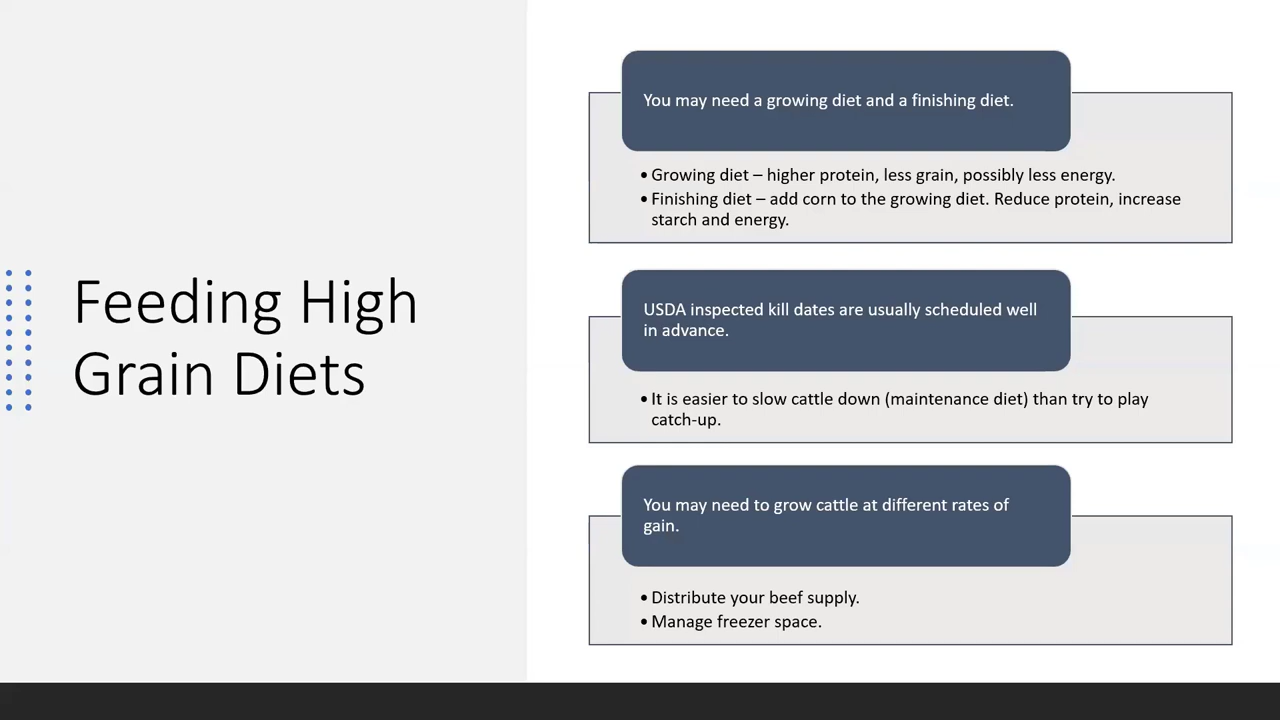 Feeding High
Grain Diets
You may need a growing diet and a finishing diet.
• Growing diet – higher protein, less grain, possibly less energy.
• Finishing diet – add corn to the growing diet. Reduce protein, increase
starch and energy.
USDA inspected kill dates are usually scheduled well
in advance.
• It is easier to slow cattle down (maintenance diet) than try to play
catch-up.
You may need to grow cattle at different rates of
gain.
• Distribute your beef supply.
• Manage freezer space.